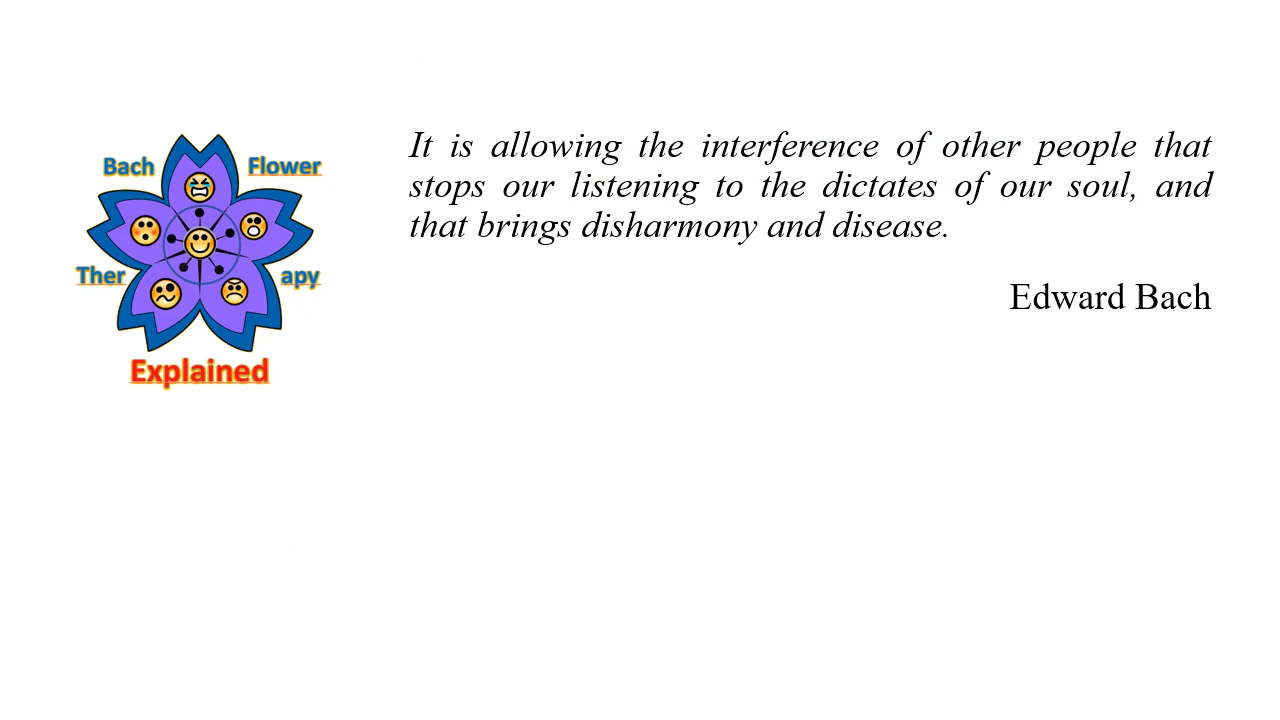 Bach Flower
Ther apy
Explained
It is allowing the interference of other people that
stops our listening to the dictates of our soul, and
that brings disharmony and disease.
Edward Bach